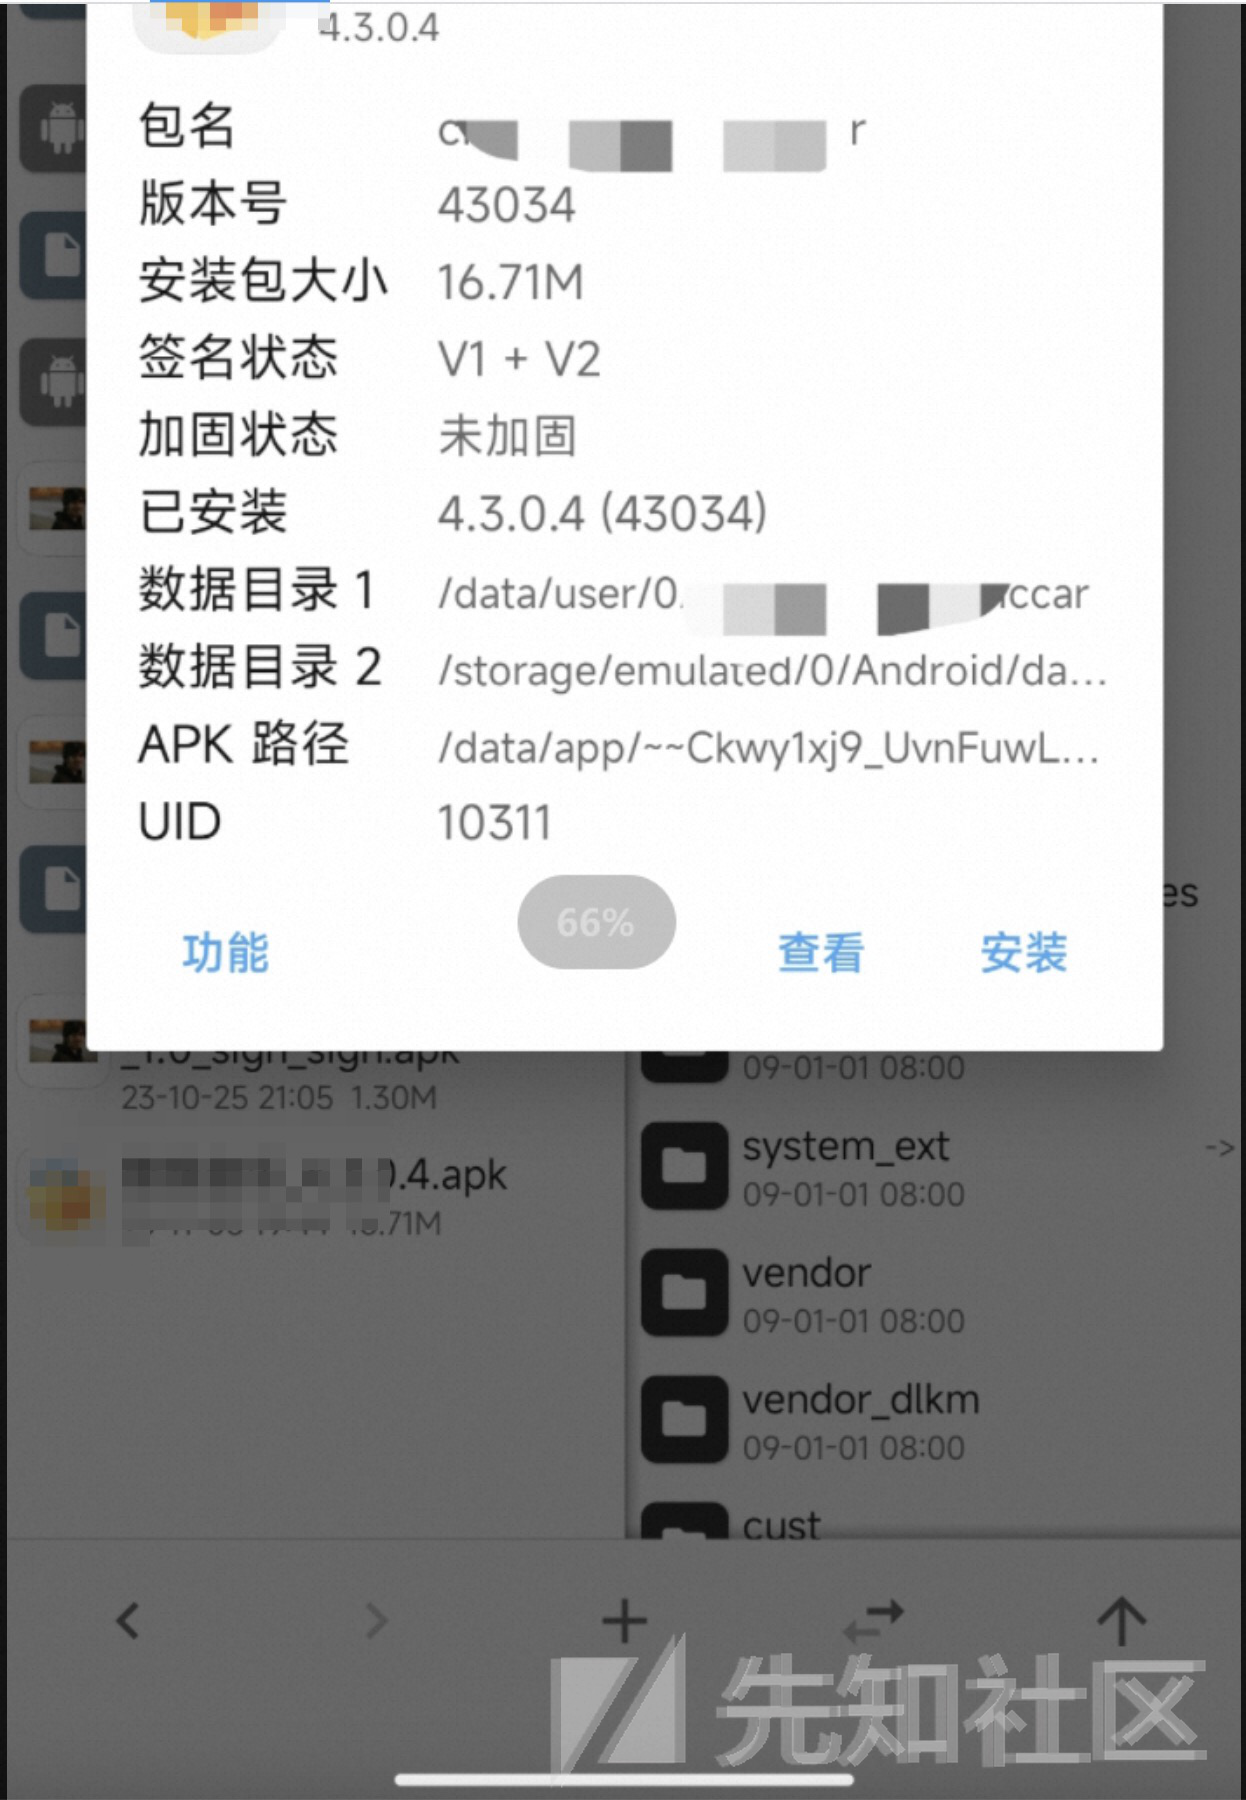 4.3.0.4
包名
版本号 43034
安装包大小 16.71M
签名状态 V1 + V2
加固状态 未加固
已安装 4.3.0.4 (43034)
数据目录 1 /data/user/0 ccar
数据目录 2 /storage/emulated/0/Android/da...
APK 路径 /data/app/~~Ckwy1xj9_UvnFuwL...
UID 10311
66%
功能 查看 安装
es
_1.0_sign_sign.apk
23-10-25 21:05 1.30M
.4.apk
.71M
09-01-01 08:00
system_ext ->
09-01-01 08:00
vendor
09-01-01 08:00
vendor_dlkm
09-01-01 08:00
cust
先知社区